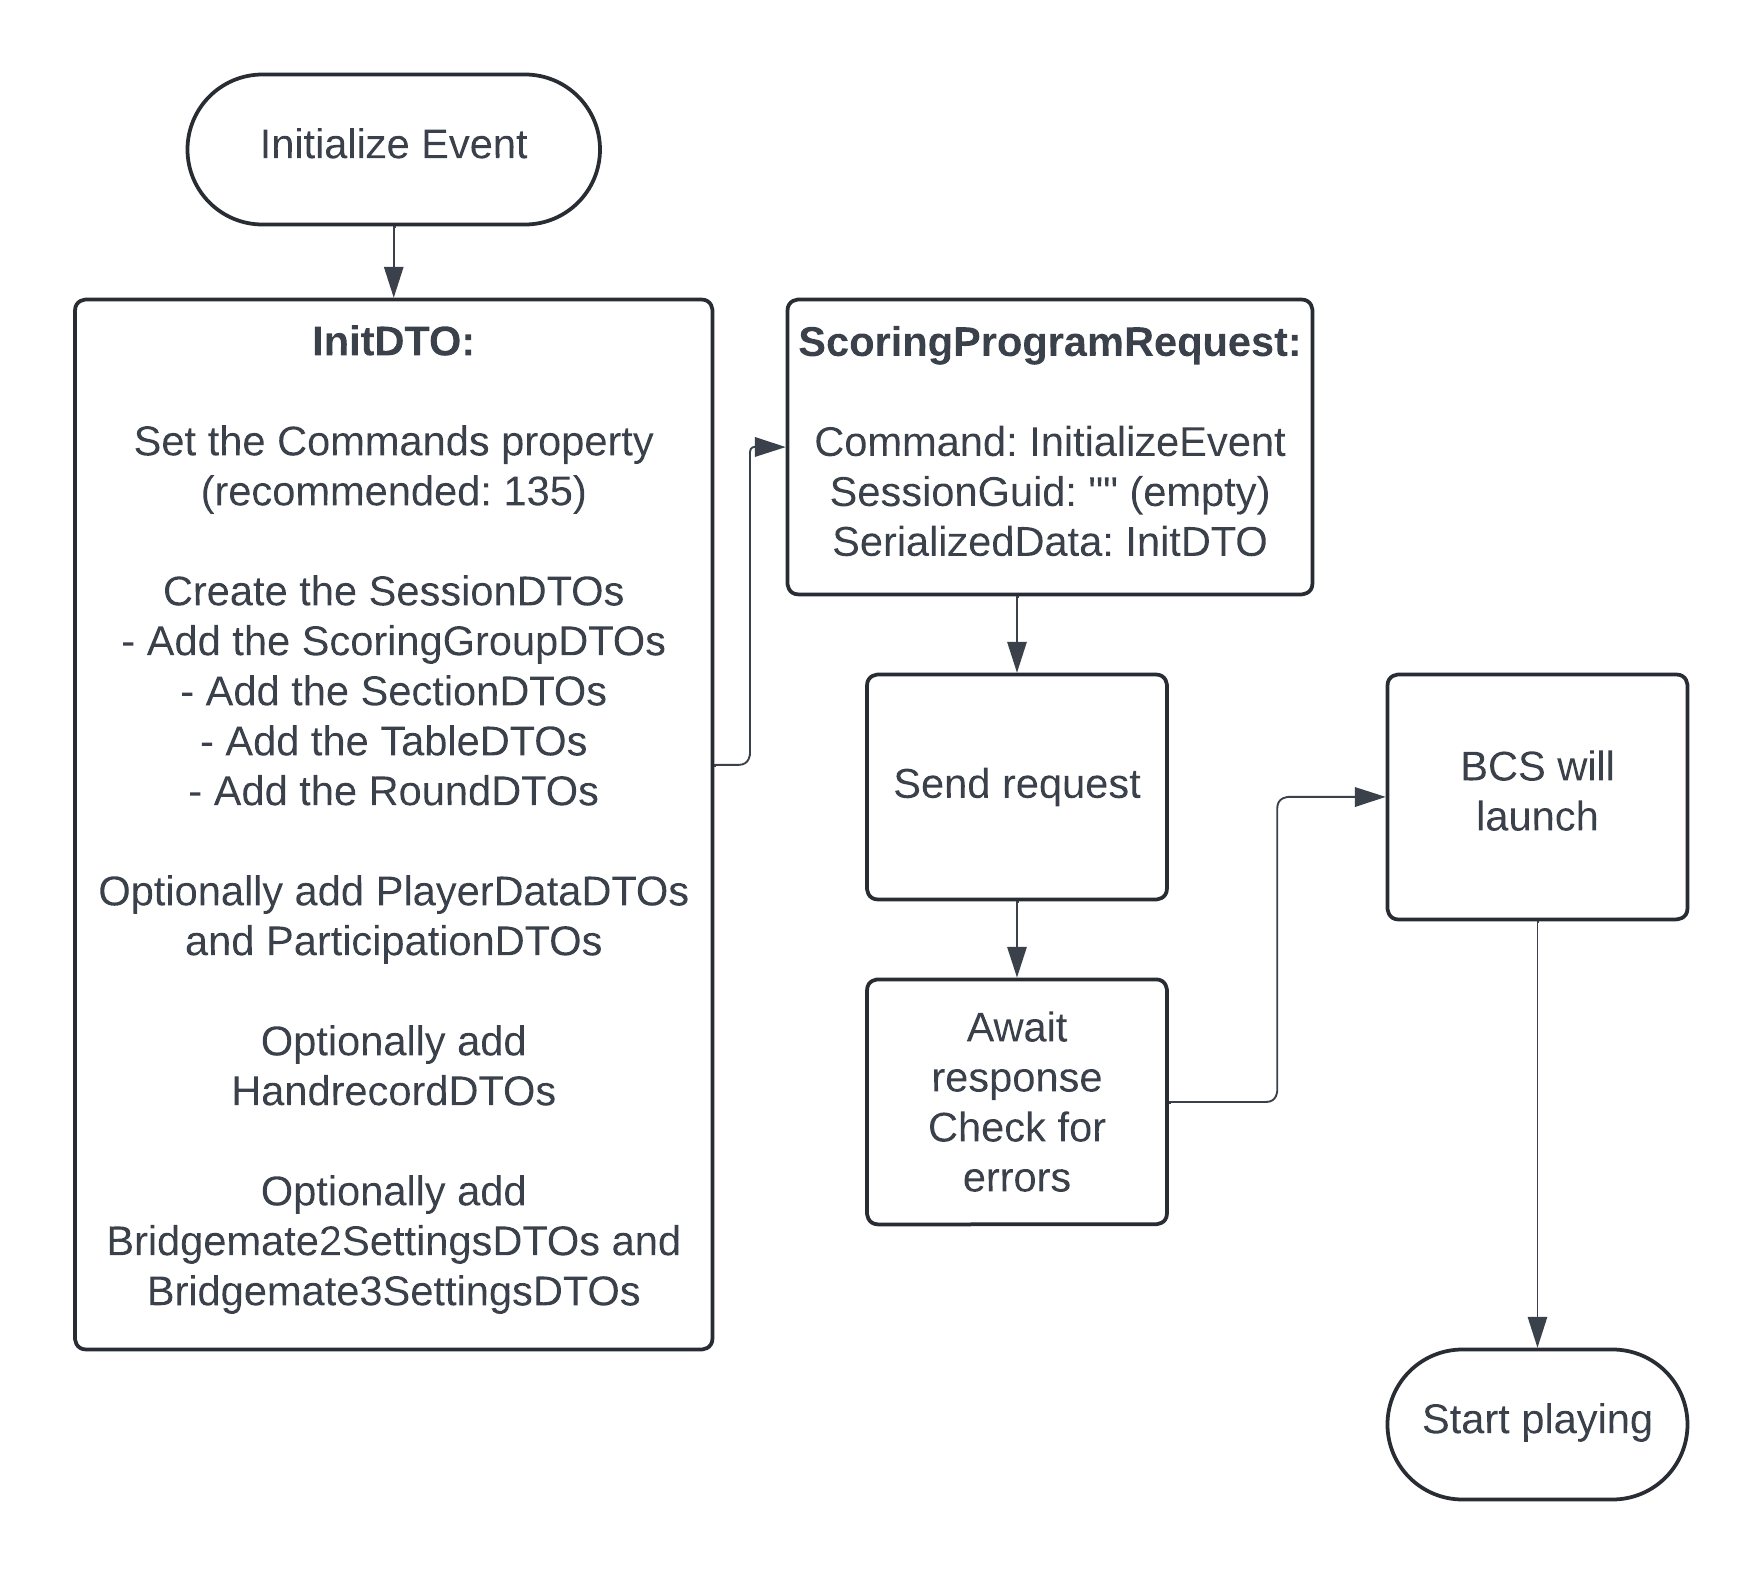 Initialize Event
InitDTO:
Set the Commands property
(recommended: 135)
Create the SessionDTOs
- Add the ScoringGroupDTOs
- Add the SectionDTOs
- Add the TableDTOs
- Add the RoundDTOs
Optionally add PlayerDataDTOs
and ParticipationDTOs
Optionally add
HandrecordDTOs
Optionally add
Bridgemate2SettingsDTOs and
Bridgemate3SettingsDTOs
ScoringProgramRequest:
Command: InitializeEvent
SessionGuid: "" (empty)
SerializedData: InitDTO
Send request
Await
response
Check for
errors
BCS will
launch
Start playing